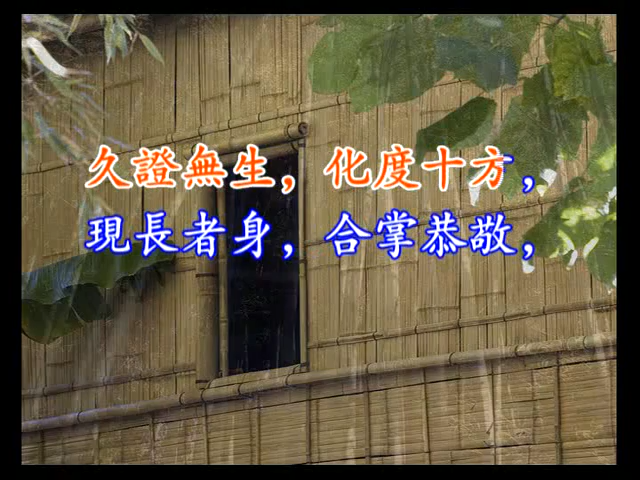 久證無生，化度十方，
現長者身，合掌恭敬，